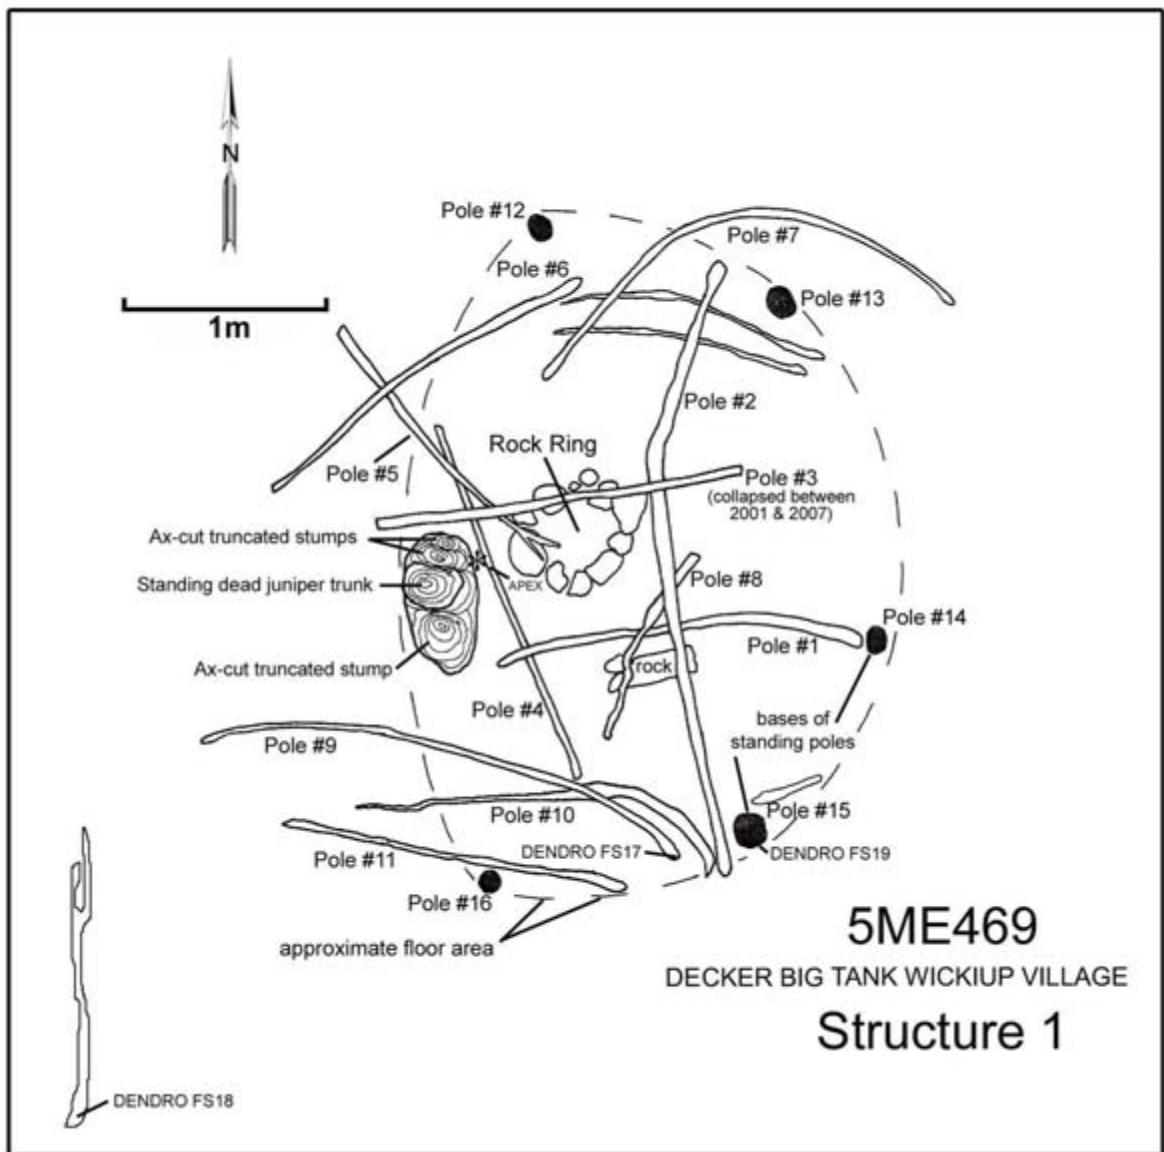 N
1m
Pole #12
Pole #7
Pole #6
Pole #13
Pole #2
Rock Ring
Pole #5
Pole #3
(collapsed between
2001 & 2007)
Ax-cut truncated stumps
Standing dead juniper trunk
APEX
Pole #8
Pole #14
Pole #1
Ax-cut truncated stump
rock
Pole #4
bases of
standing poles
Pole #9
Pole #10
Pole #15
Pole #11
DENDRO FS17
DENDRO FS19
Pole #16
approximate floor area
5ME469
DECKER BIG TANK WICKIUP VILLAGE
Structure 1
DENDRO FS18